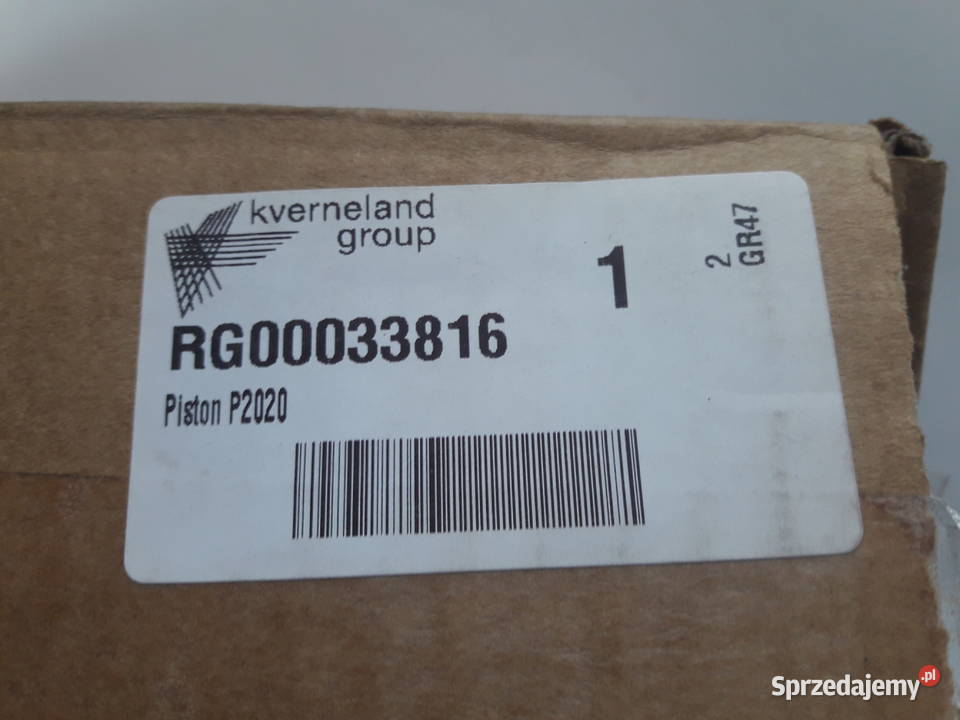 kverneland
group
1
2
GR47
RG00033816
Piston P2020
Sprzedajemy.pl